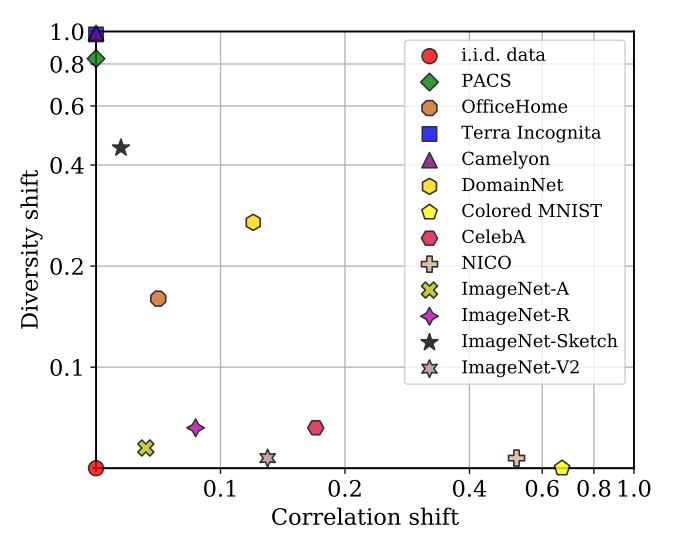 1.0
0.8
0.6
0.4
0.2
0.1
Diversity shift
i.i.d. data
PACS
OfficeHome
Terra Incognita
Camelyon
DomainNet
Colored MNIST
CelebA
NICO
ImageNet-A
ImageNet-R
ImageNet-Sketch
ImageNet-V2
0.1 0.2 0.4 0.6 0.8 1.0
Correlation shift